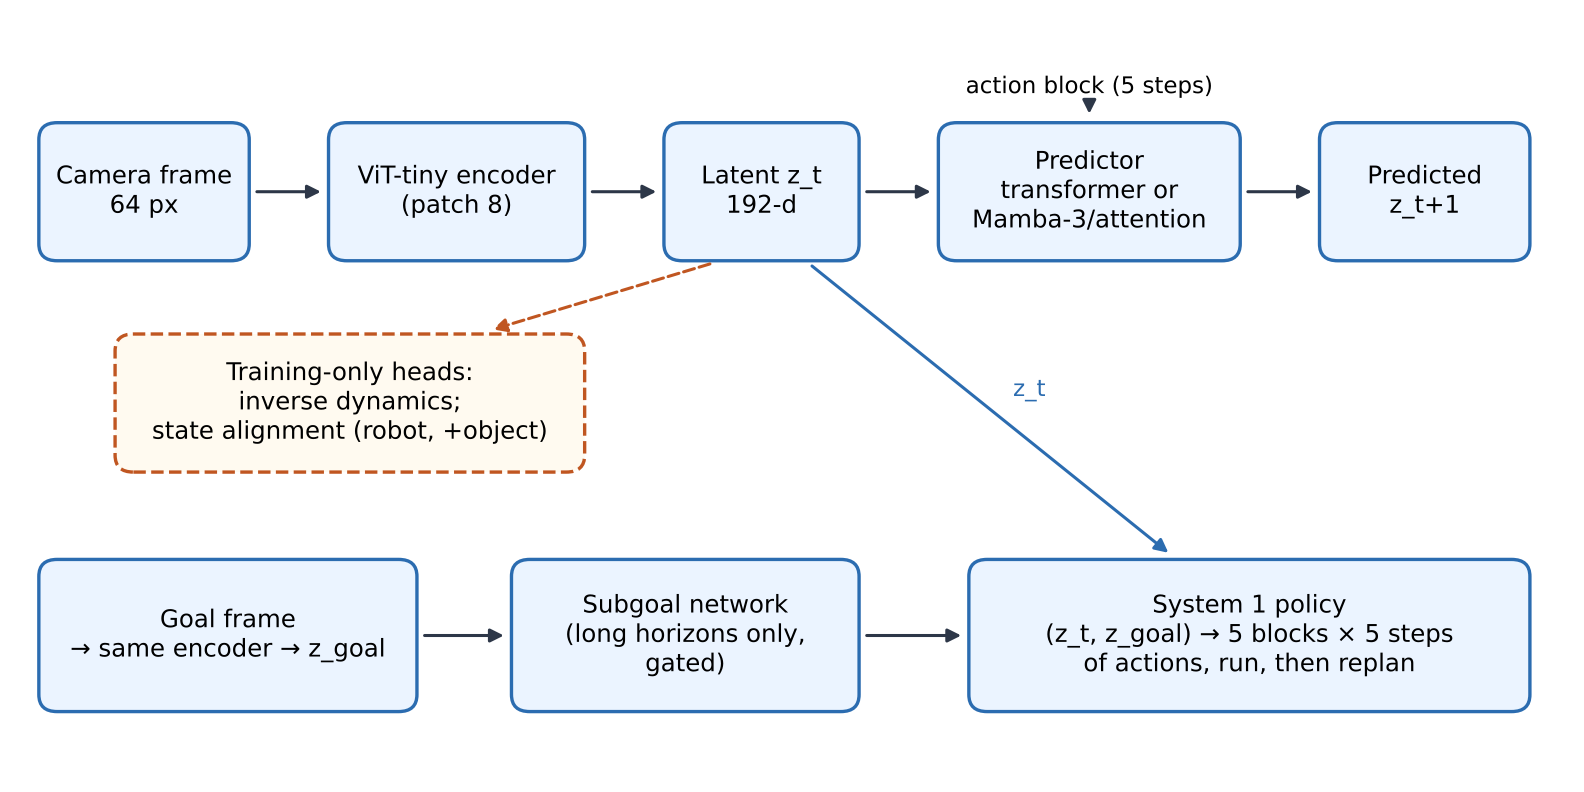 action block (5 steps)
Camera frame
64 px
ViT-tiny encoder
(patch 8)
Latent z_t
192-d
Predictor
transformer or
Mamba-3/attention
Predicted
z_t+1
Training-only heads:
inverse dynamics;
state alignment (robot, +object)
z_t
Goal frame
→ same encoder → z_goal
Subgoal network
(long horizons only,
gated)
System 1 policy
(z_t, z_goal) → 5 blocks × 5 steps
of actions, run, then replan